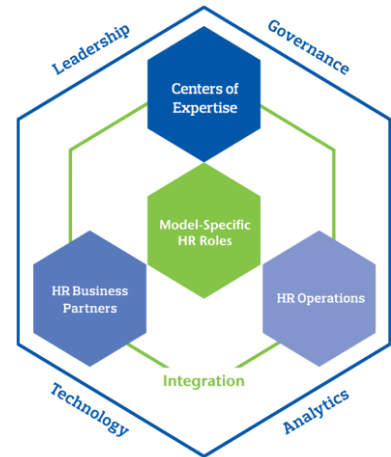 Leadership
Governance
Centers of
Expertise
Model-Specific
HR Roles
HR Business
Partners
HR Operations
Integration
Technology
Analytics